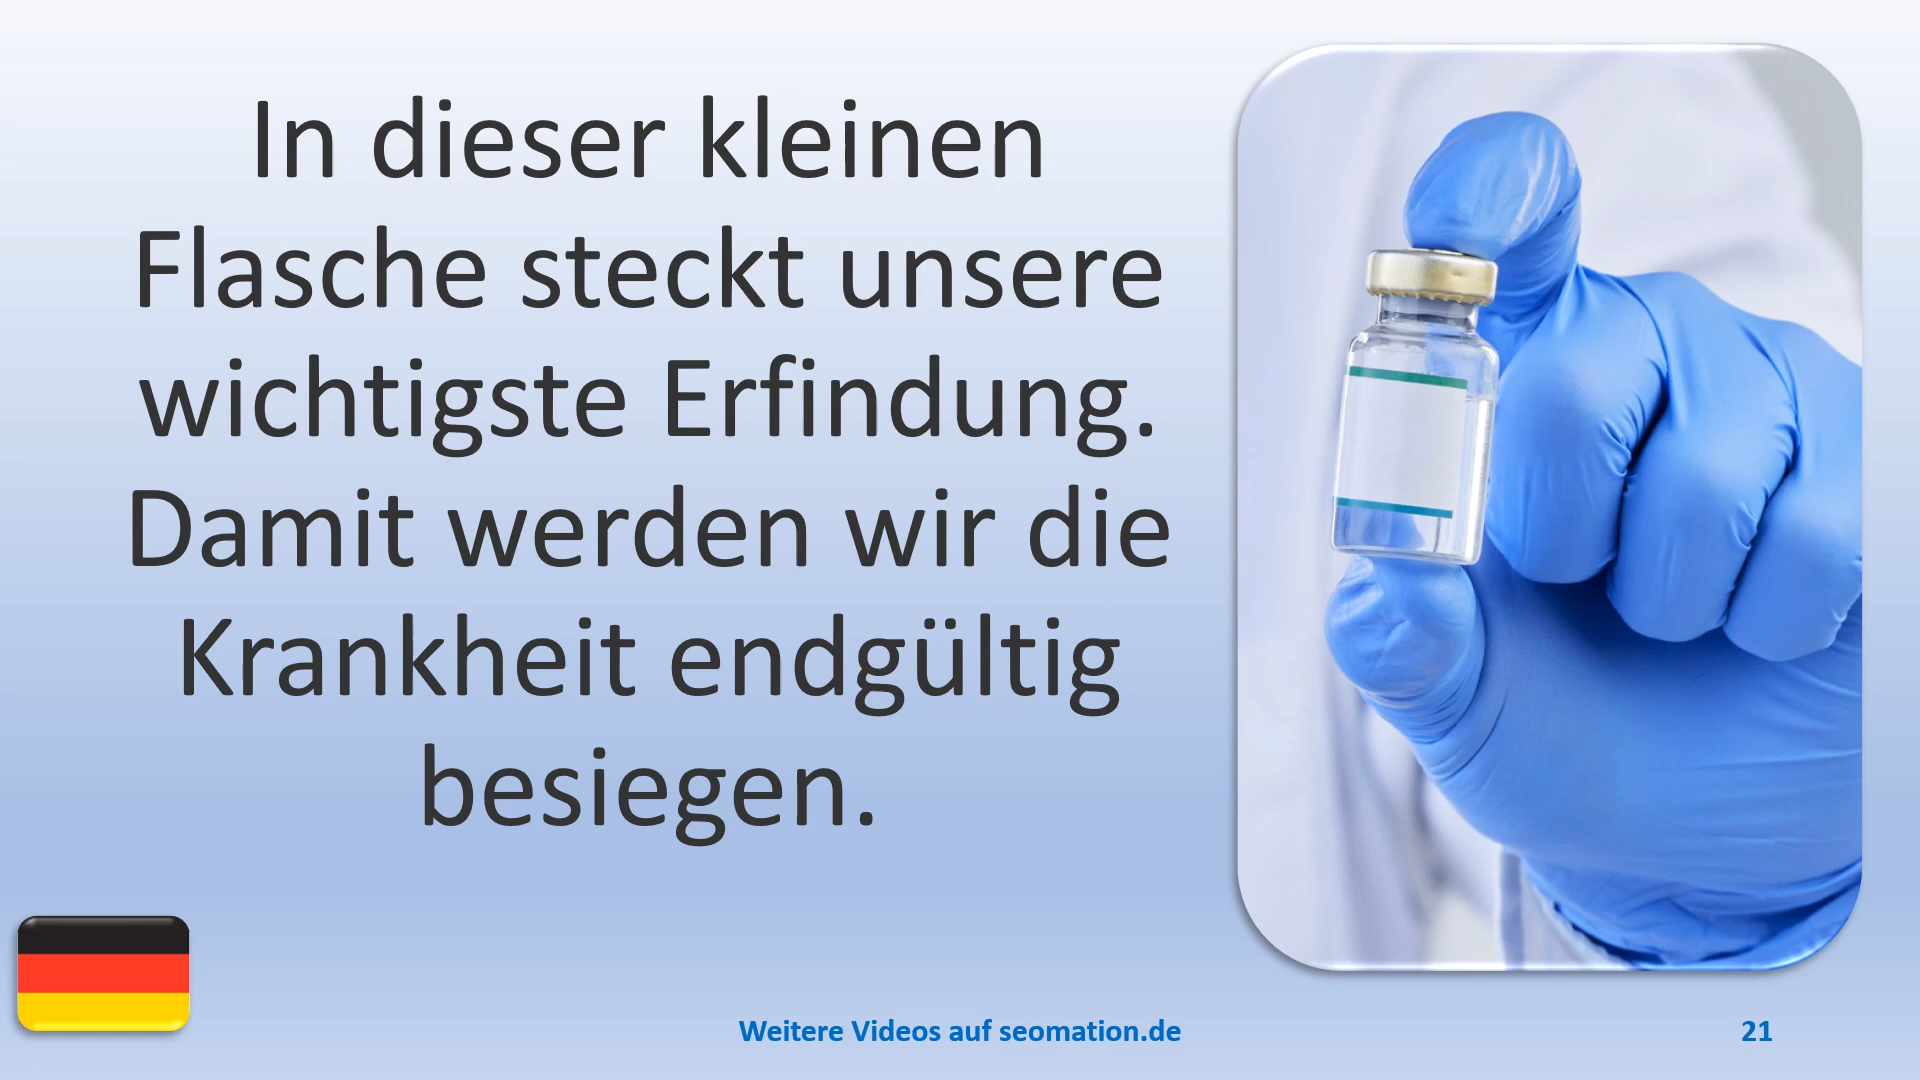 In dieser kleinen
Flasche steckt unsere
wichtigste Erfindung.
Damit werden wir die
Krankheit endgültig
besiegen.
Weitere Videos auf seomation.de
21